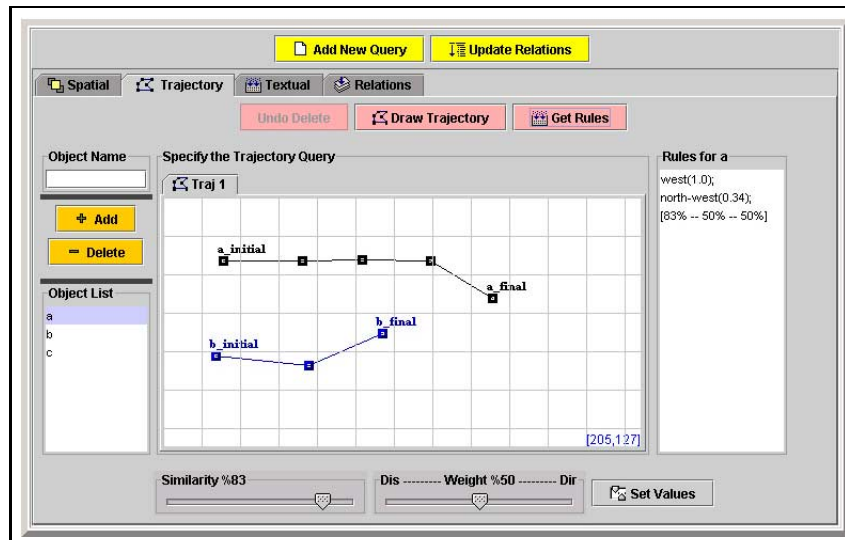 Add New Query
Update Relations
Spatial
Trajectory
Textual
Relations
Undo Delete
Draw Trajectory
Get Rules
Object Name
Specify the Trajectory Query
Rules for a
Traj 1
west(1.0);
north-west(0.34);
[83% -- 50% -- 50%]
Add
Delete
a_initial
a_final
Object List
a
b
c
b_final
b_initial
[205,127]
Similarity %83
Dis --------- Weight %50 --------- Dir
Set Values